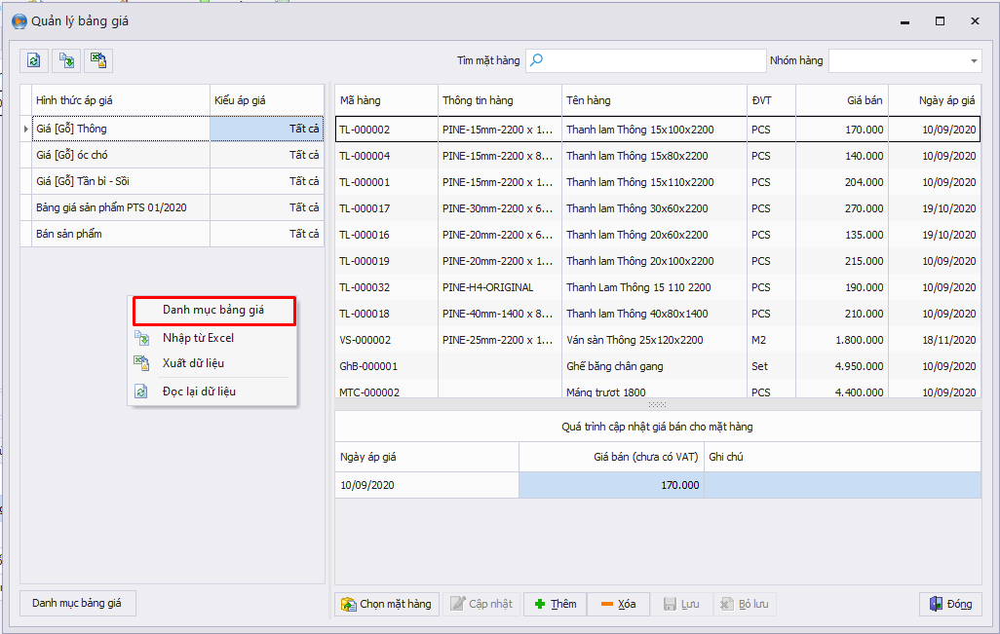 Quản lý bảng giá
Tìm mặt hàng
Nhóm hàng
Hình thức áp giá Kiểu áp giá
Giá [Gỗ] Thông Tất cả
Giá [Gỗ] óc chó Tất cả
Giá [Gỗ] Tần bì - Sồi Tất cả
Bảng giá sản phẩm PTS 01/2020 Tất cả
Bán sản phẩm Tất cả
Danh mục bảng giá
Nhập từ Excel
Xuất dữ liệu
Đọc lại dữ liệu
Danh mục bảng giá
Mã hàng Thông tin hàng Tên hàng ĐVT Giá bán Ngày áp giá
TL-000002 PINE-15mm-2200 x 1... Thanh lam Thông 15x100x2200 PCS 170.000 10/09/2020
TL-000004 PINE-15mm-2200 x 8... Thanh lam Thông 15x80x2200 PCS 140.000 10/09/2020
TL-000001 PINE-15mm-2200 x 1... Thanh lam Thông 15x110x2200 PCS 204.000 10/09/2020
TL-000017 PINE-30mm-2200 x 6... Thanh lam Thông 30x60x2200 PCS 270.000 19/10/2020
TL-000016 PINE-20mm-2200 x 6... Thanh lam Thông 20x60x2200 PCS 135.000 19/10/2020
TL-000019 PINE-20mm-2200 x 1... Thanh lam Thông 20x100x2200 PCS 215.000 10/09/2020
TL-000032 PINE-H4-ORIGINAL Thanh Lam Thông 15 110 2200 PCS 190.000 10/09/2020
TL-000018 PINE-40mm-1400 x 8... Thanh lam Thông 40x80x1400 PCS 210.000 10/09/2020
VS-000002 PINE-25mm-2200 x 1... Ván sàn Thông 25x120x2200 M2 1.800.000 18/11/2020
GhB-000001 Ghế băng chân gang Set 4.950.000 10/09/2020
MTC-000002 Máng trượt 1800 PCS 4.400.000 10/09/2020
Quá trình cập nhật giá bán cho mặt hàng
Ngày áp giá Giá bán (chưa có VAT) Ghi chú
10/09/2020 170.000
Chọn mặt hàng Cập nhật Thêm Xóa Lưu Bỏ lưu Đóng